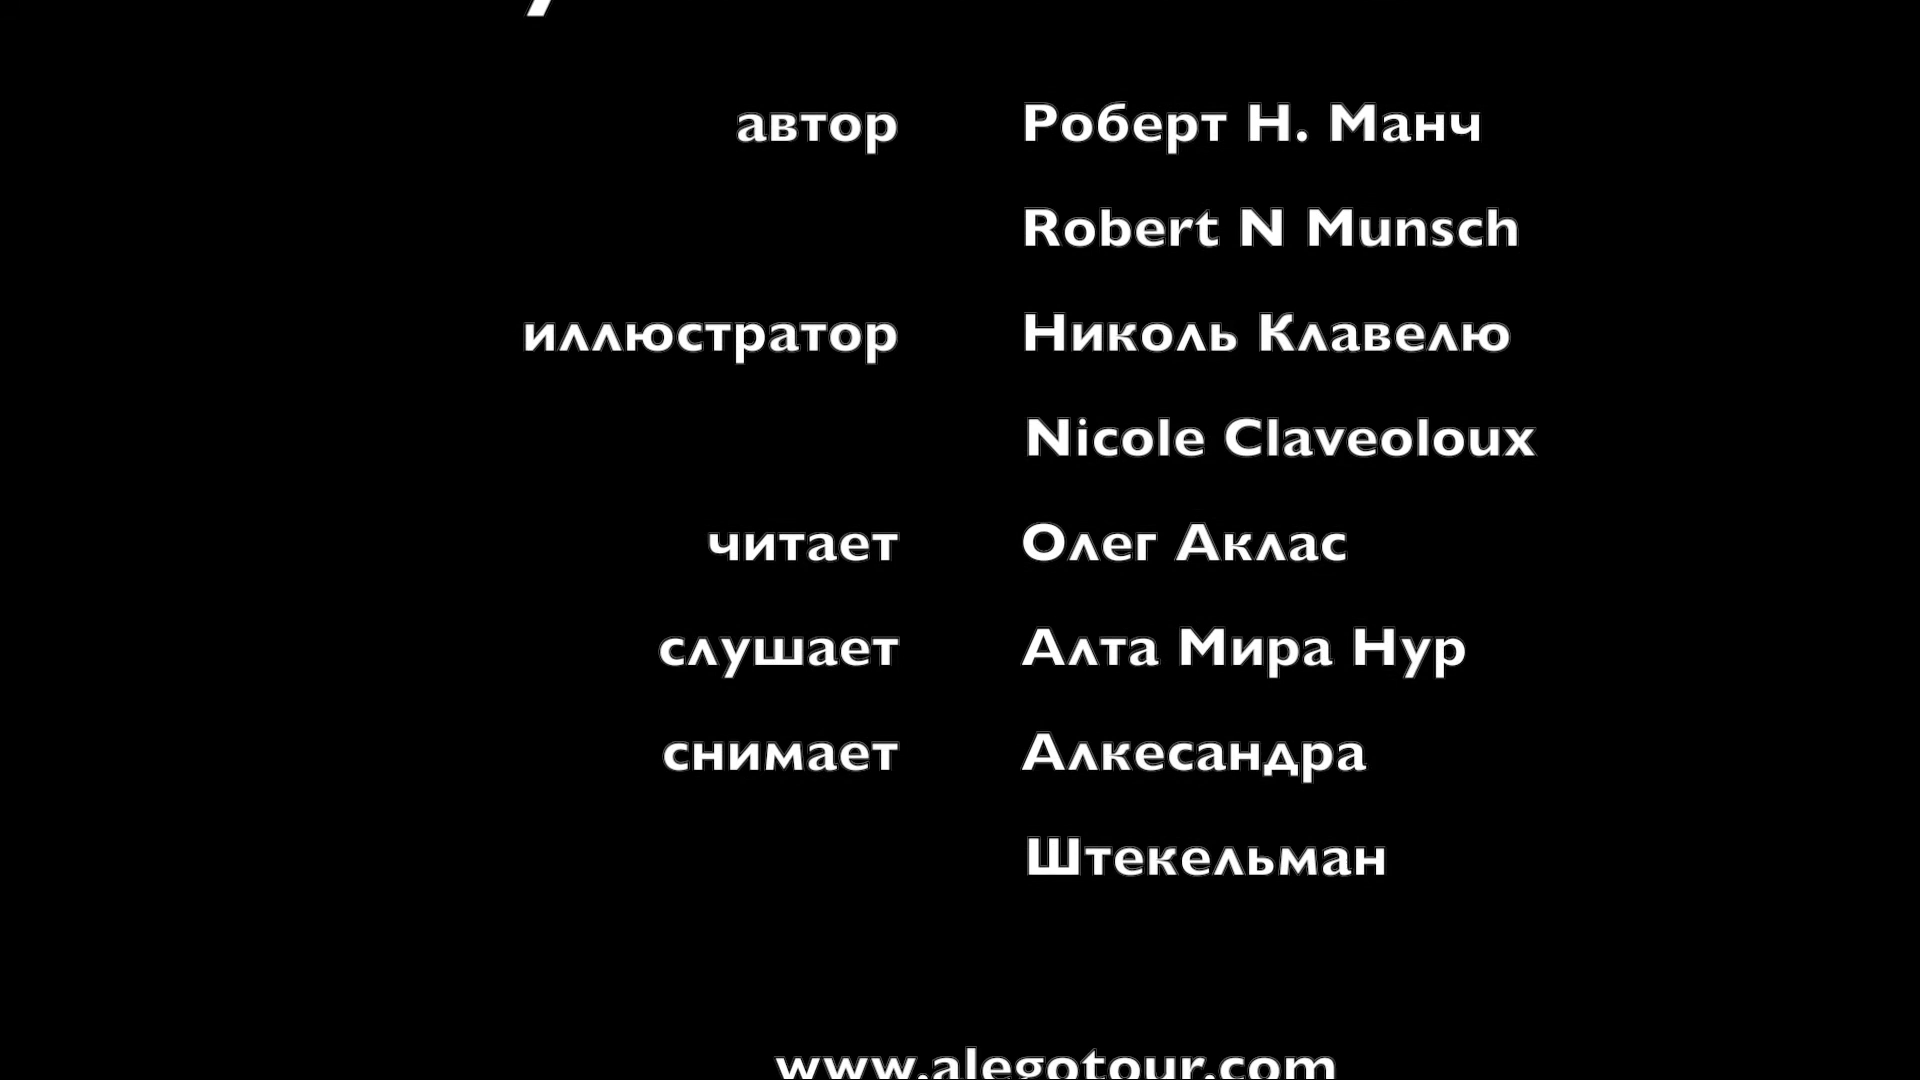 автор Роберт Н. Манч
Robert N Munsch
иллюстратор Николь Клавелю
Nicole Claveoloux
читает Олег Аклас
слушает Алта Мира Нур
снимает Алкесандра
Штекельман
www.alegotour.com